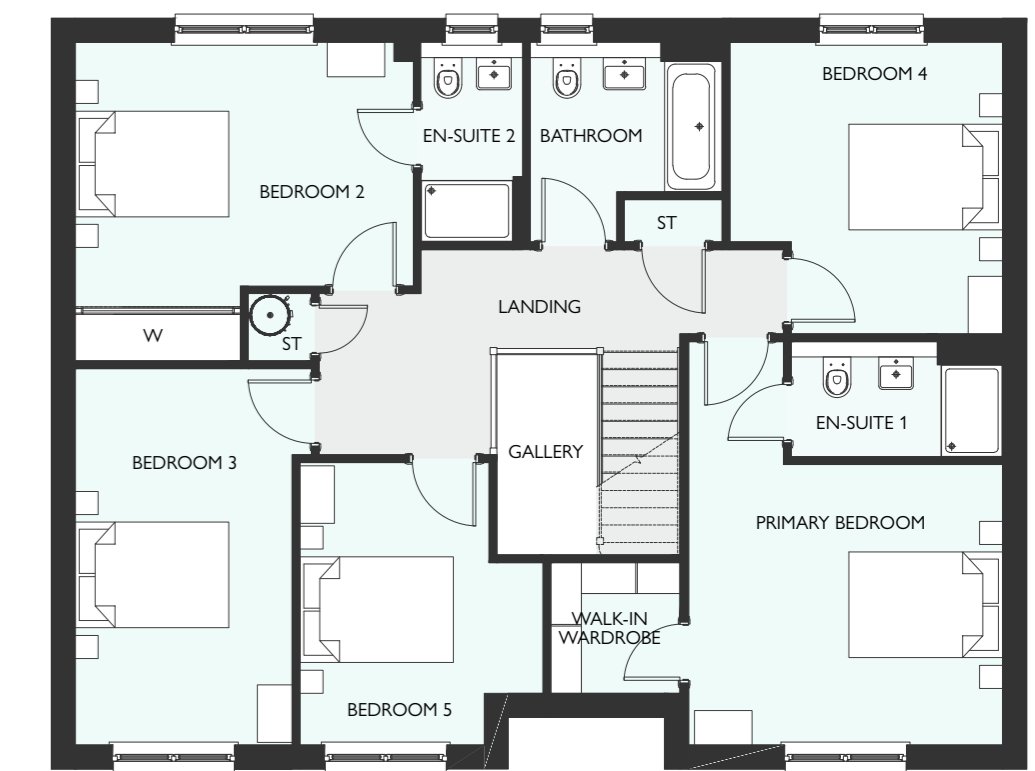 BEDROOM 4
EN-SUITE 2
BATHROOM
BEDROOM 2
ST
LANDING
W
ST
EN-SUITE 1
GALLERY
BEDROOM 3
PRIMARY BEDROOM
WALK-IN
WARDROBE
BEDROOM 5